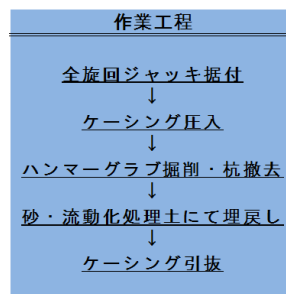 作業工程
全旋回ジャッキ据付
↓
ケーシング圧入
↓
ハンマーグラブ掘削・杭撤去
↓
砂・流動化処理土にて埋戻し
↓
ケーシング引抜